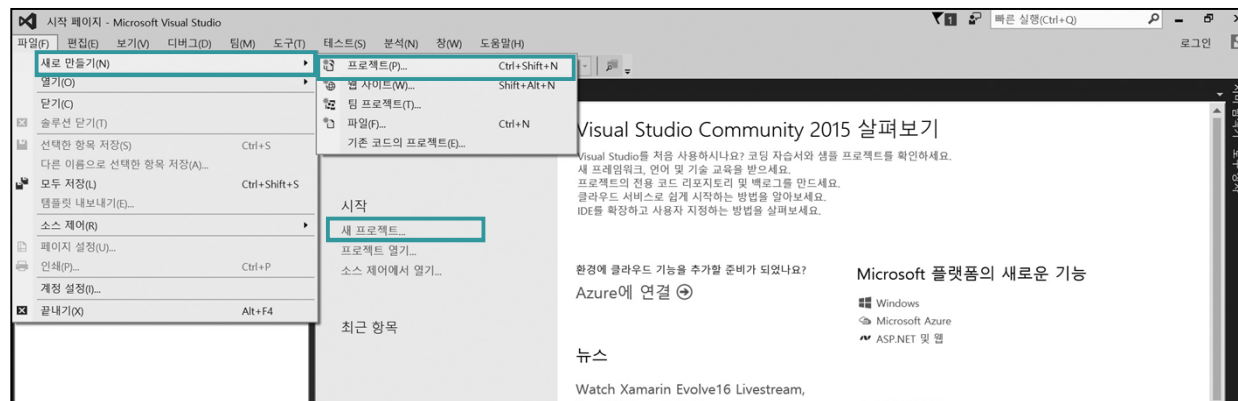 시작 페이지 - Microsoft Visual Studio
1
빠른 실행(Ctrl+Q)
파일(F) 편집(E) 보기(V) 디버그(D) 팀(M) 도구(T) 테스트(S) 분석(N) 창(W) 도움말(H)
로그인
새로 만들기(N)
열기(O)
닫기(C)
솔루션 닫기(T)
선택한 항목 저장(S) Ctrl+S
다른 이름으로 선택한 항목 저장(A)...
모두 저장(L) Ctrl+Shift+S
템플릿 내보내기(E)...
소스 제어(R)
페이지 설정(U)...
인쇄(P)... Ctrl+P
계정 설정(I)...
끝내기(X) Alt+F4
프로젝트(P)... Ctrl+Shift+N
웹 사이트(W)... Shift+Alt+N
팀 프로젝트(T)...
파일(F)... Ctrl+N
기존 코드의 프로젝트(E)...
시작
새 프로젝트...
프로젝트 열기...
소스 제어에서 열기...
최근 항목
Visual Studio Community 2015 살펴보기
Visual Studio를 처음 사용하시나요? 코딩 자습서와 샘플 프로젝트를 확인하세요.
새 프레임워크, 언어 및 기술 교육을 받으세요.
프로젝트의 전용 코드 리포지토리 및 백로그를 만드세요.
클라우드 서비스로 쉽게 시작하는 방법을 알아보세요.
IDE를 확장하고 사용자 지정하는 방법을 살펴보세요.
환경에 클라우드 기능을 추가할 준비가 되었나요?
Azure에 연결
뉴스
Watch Xamarin Evolve16 Livestream,
Microsoft 플랫폼의 새로운 기능
Windows
Microsoft Azure
ASP.NET 및 웹